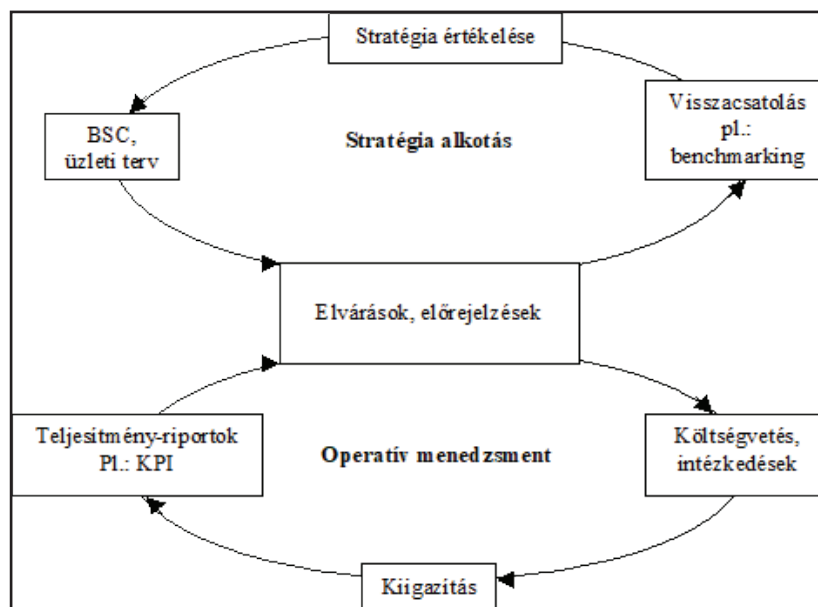 Stratégia értékelése
Visszacsatolás
pl.:
benchmarking
BSC,
üzleti terv
Stratégia alkotás
Elvárások, előrejelzések
Teljesítmény-riportok
Pl.: KPI
Operatív menedzsment
Költségvetés,
intézkedések
Kiigazítás